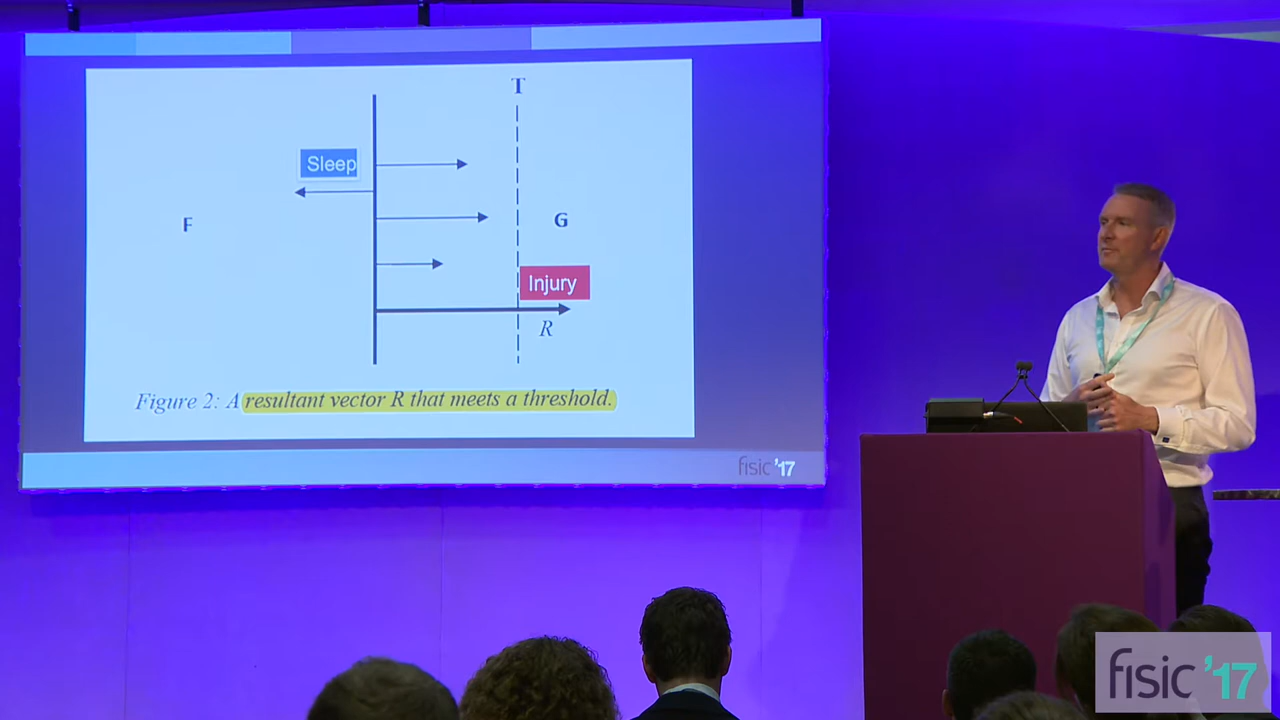 T
Sleep
F
G
Injury
R
Figure 2: A resultant vector R that meets a threshold.
fisic '17
fisic '17